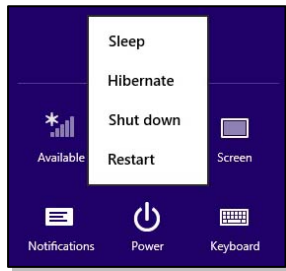 Sleep
Hibernate
Shut down
Restart
Available
Screen
Notifications
Power
Keyboard